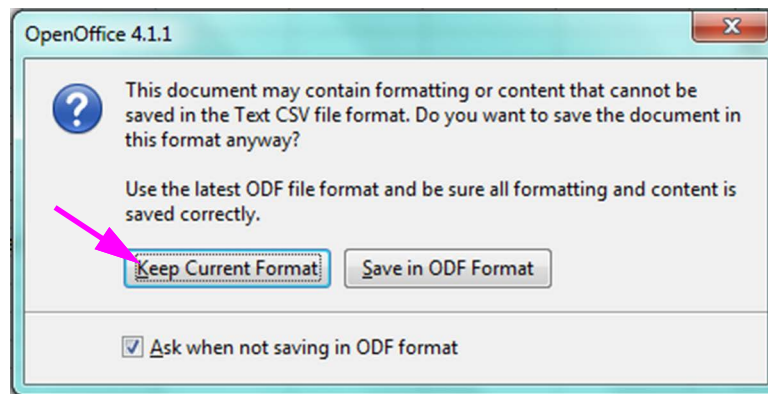 OpenOffice 4.1.1
This document may contain formatting or content that cannot be
saved in the Text CSV file format. Do you want to save the document in
this format anyway?
Use the latest ODF file format and be sure all formatting and content is
saved correctly.
Keep Current Format Save in ODF Format
Ask when not saving in ODF format